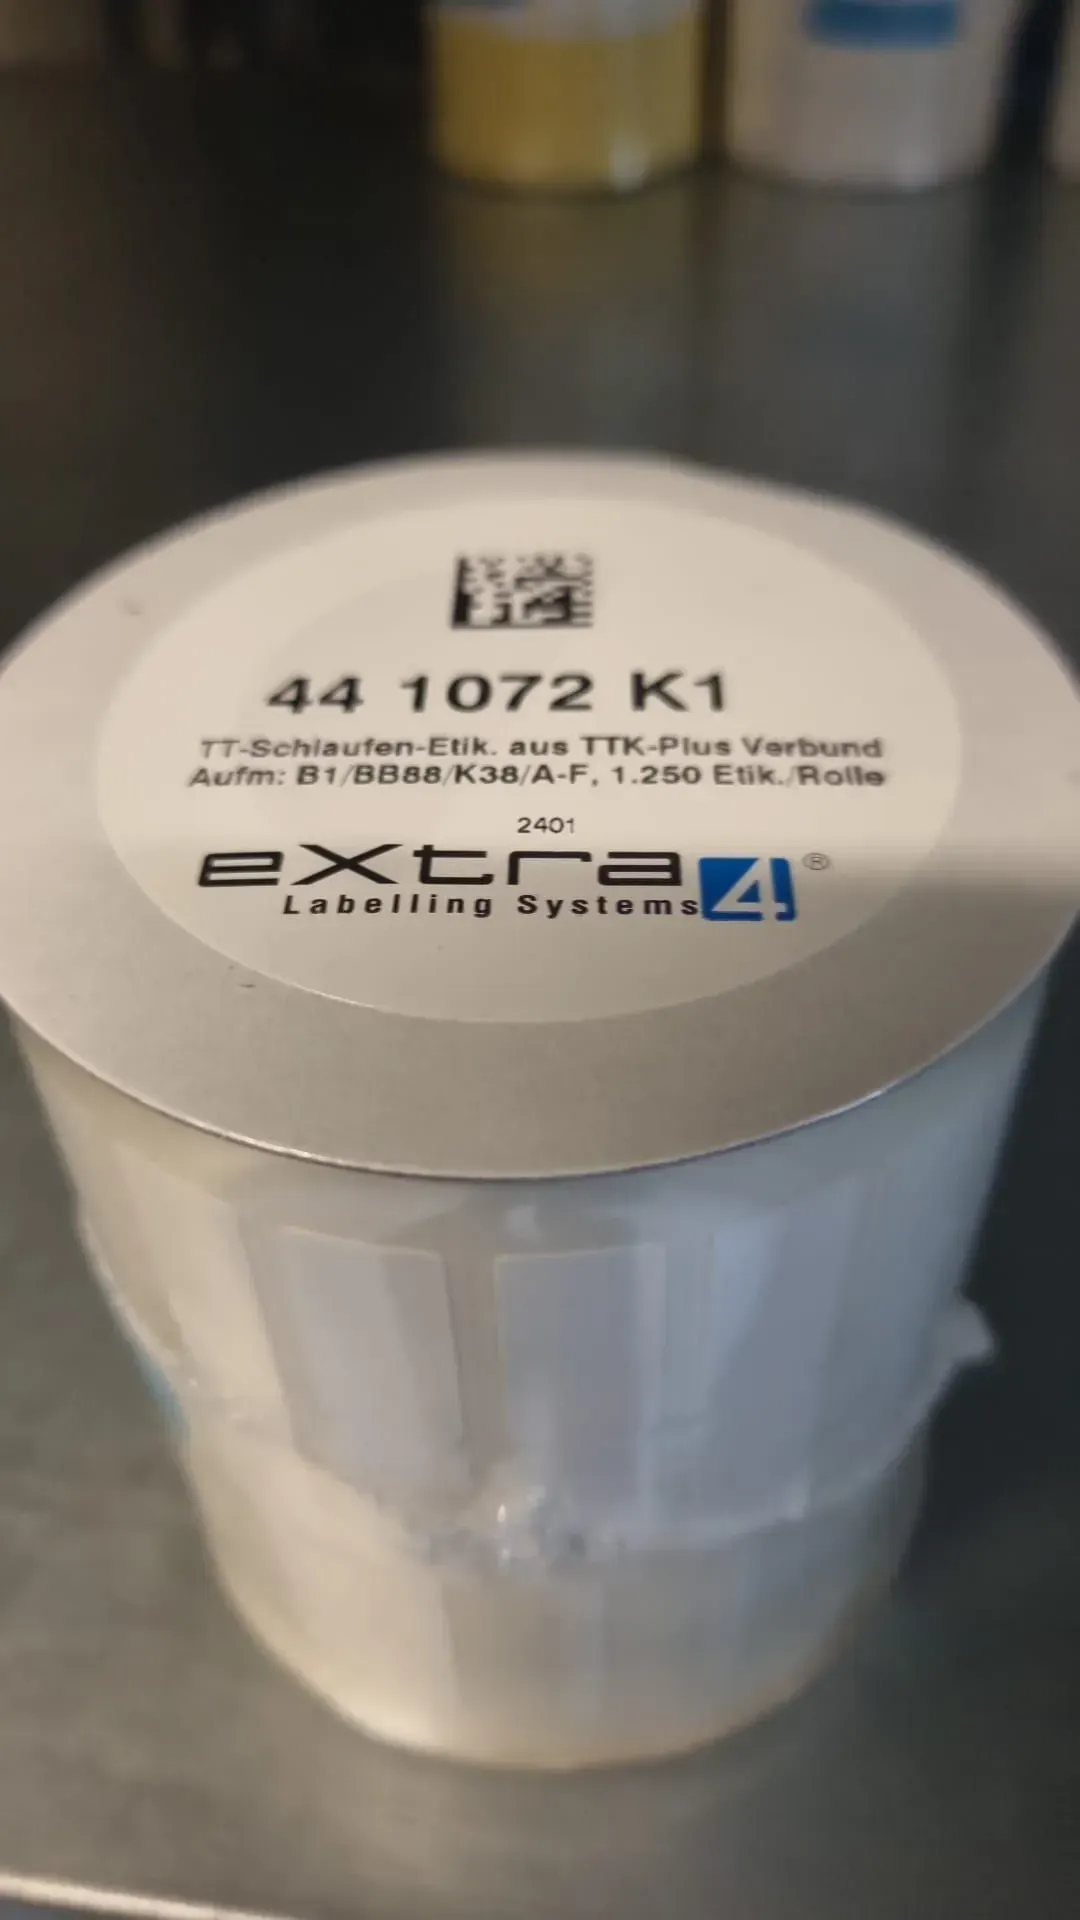 44 1072 K1
TT-Schlaufen-Etik. aus TTK-Plus Verbund
Aufm: B1/BB88/K38/A-F, 1.250 Etik./Rolle
2401
eXtra4®
Labelling Systems